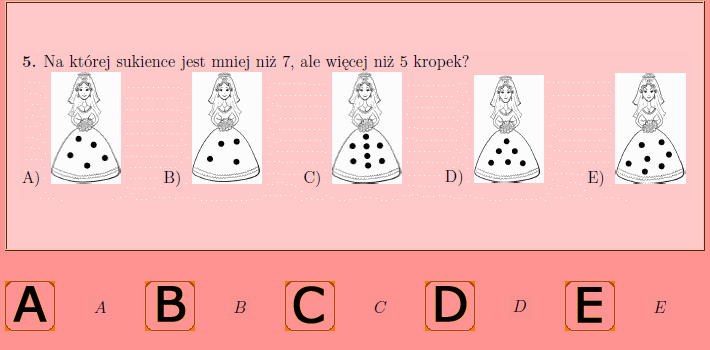 5. Na której sukience jest mniej niż 7, ale więcej niż 5 kropek?
A) B) C) D) E)
A A B B C C D D E E